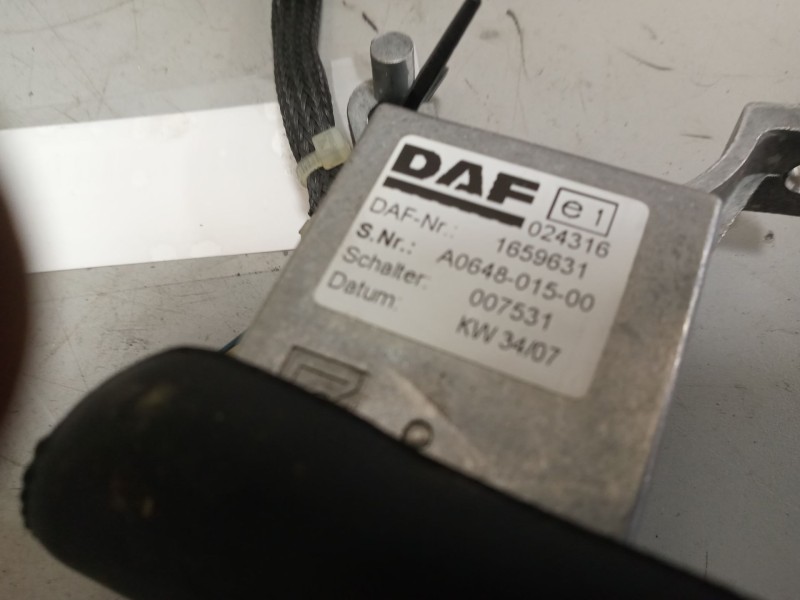 DAF e1
024316
DAF-Nr.: 1659631
S.Nr.: A0648-015-00
Schalter: 007531
Datum: KW 34/07